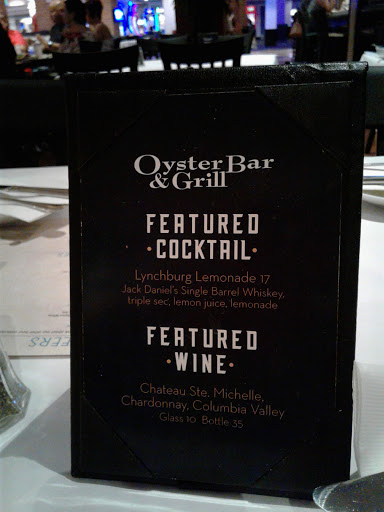 Oyster Bar
& Grill
FEATURED
· COCKTAIL ·
Lynchburg Lemonade 17
Jack Daniel's Single Barrel Whiskey,
triple sec, lemon juice, lemonade
FEATURED
· WINE ·
Chateau Ste. Michelle,
Chardonnay, Columbia Valley
Glass 10 Bottle 35